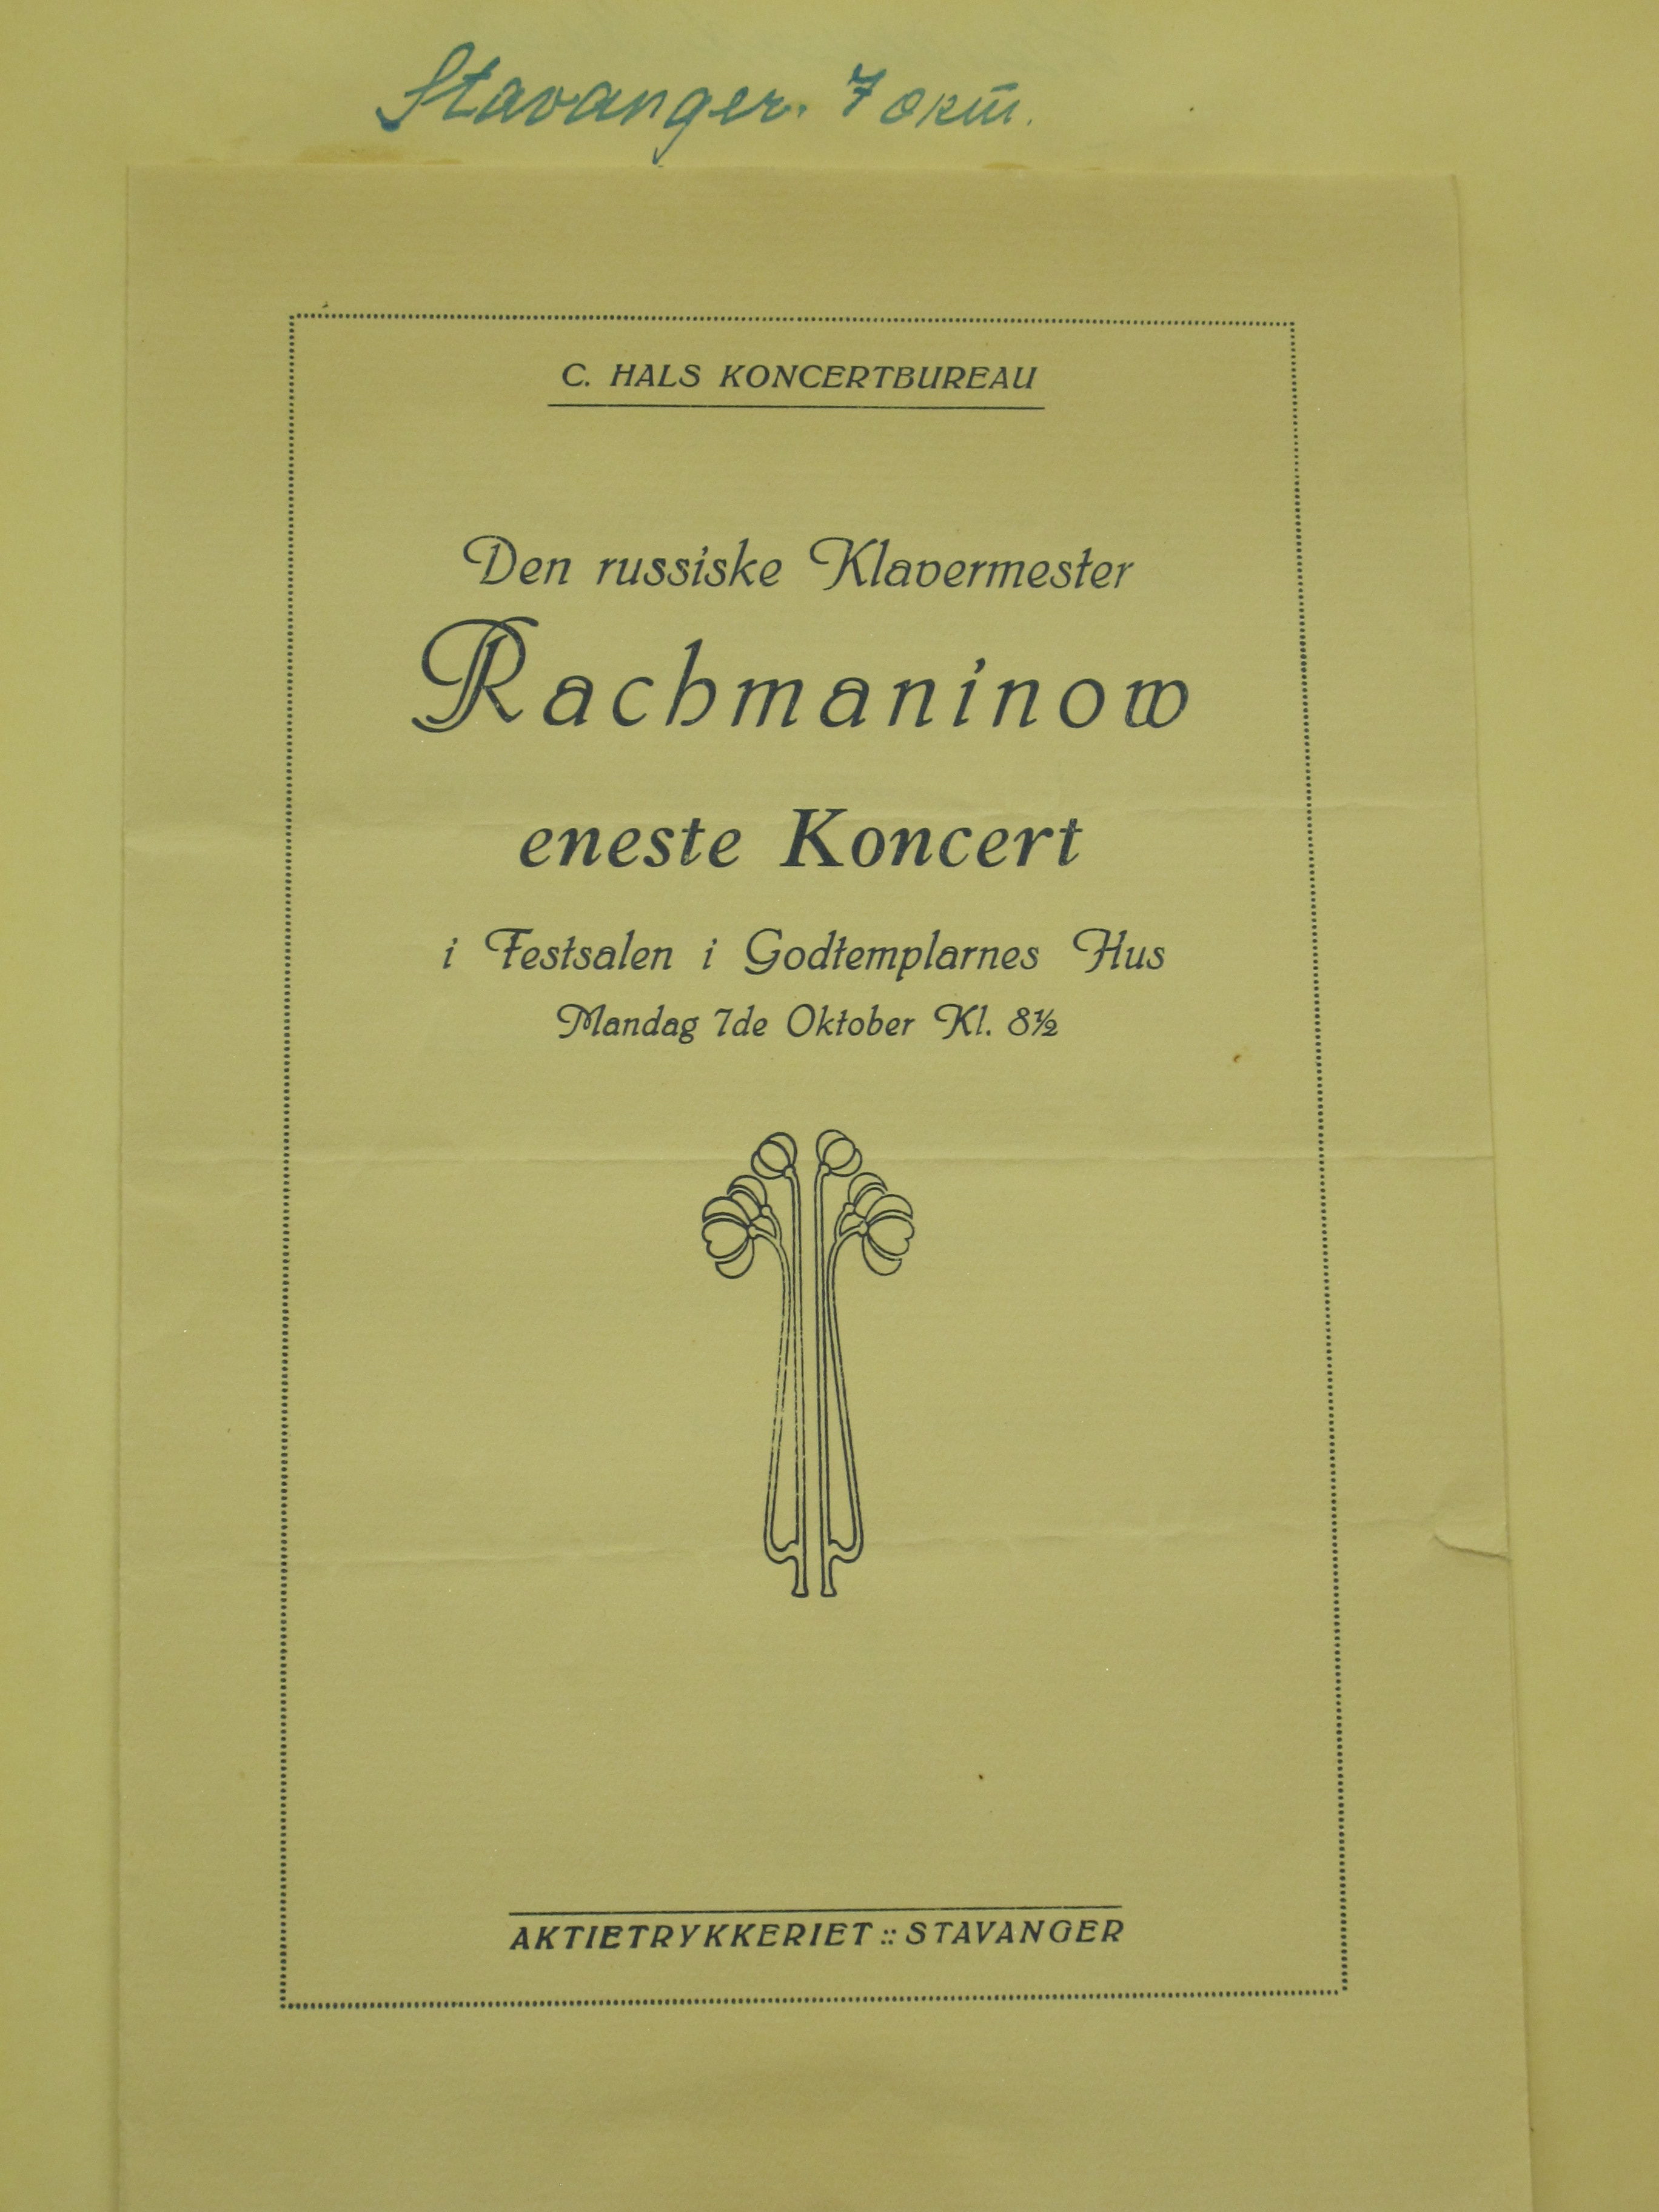 Stavanger. 7 окт.
C. HALS KONCERTBUREAU
Den russiske Klavermester
Rachmaninow
eneste Koncert
i Festsalen i Godtemplarnes Hus
Mandag 7de Oktober Kl. 8½
AKTIETRYKKERIET :: STAVANGER